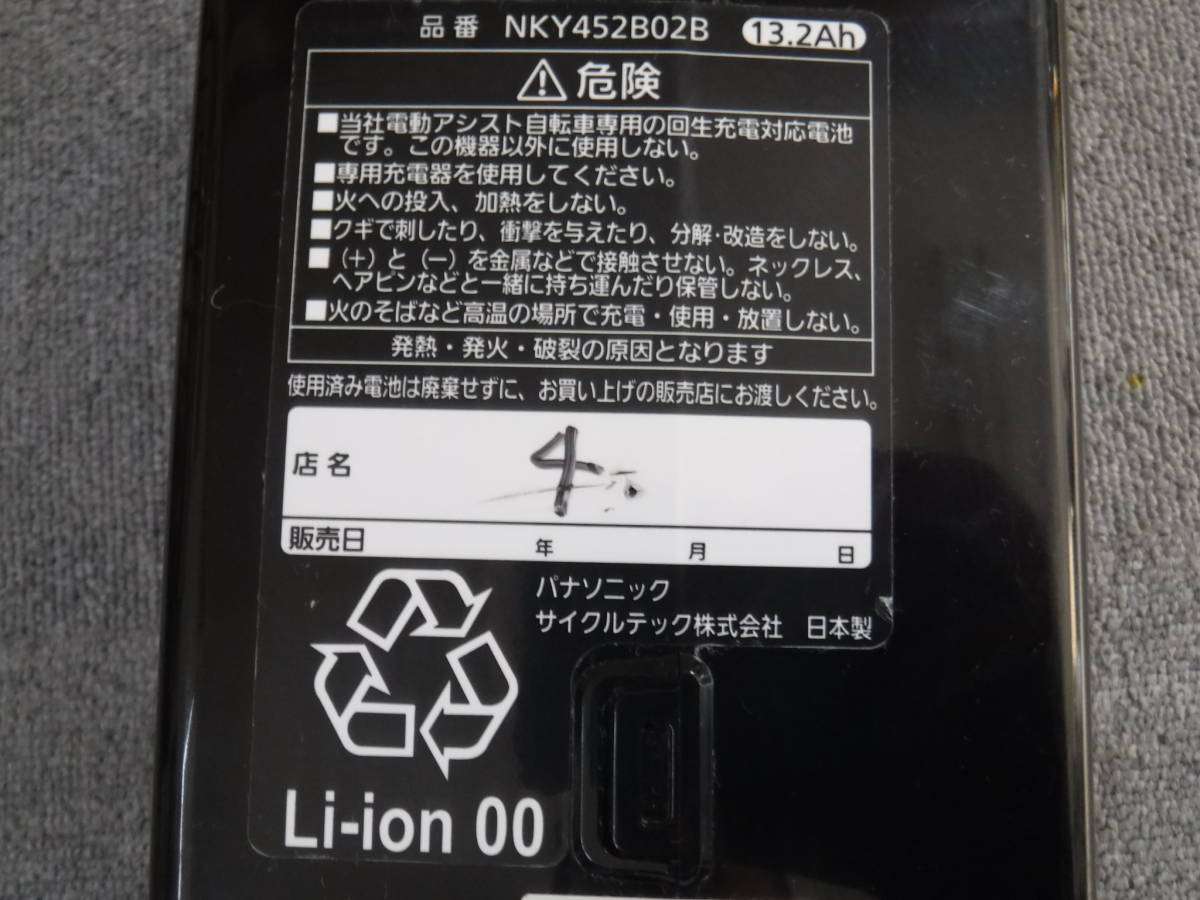 品番 NKY452B02B 13.2Ah
⚠危険
■当社電動アシスト自転車専用の回生充電対応電池
です。この機器以外に使用しない。
■専用充電器を使用してください。
■火への投入、加熱をしない。
■クギで刺したり、衝撃を与えたり、分解・改造をしない。
■(+)と(−)を金属などで接触させない。ネックレス、
ヘアピンなどと一緒に持ち運んだり保管しない。
■火のそばなど高温の場所で充電・使用・放置しない。
発熱・発火・破裂の原因となります
使用済み電池は廃棄せずに、お買い上げの販売店にお渡しください。
店名 4
販売日 年 月 日
パナソニック
サイクルテック株式会社 日本製
Li-ion 00